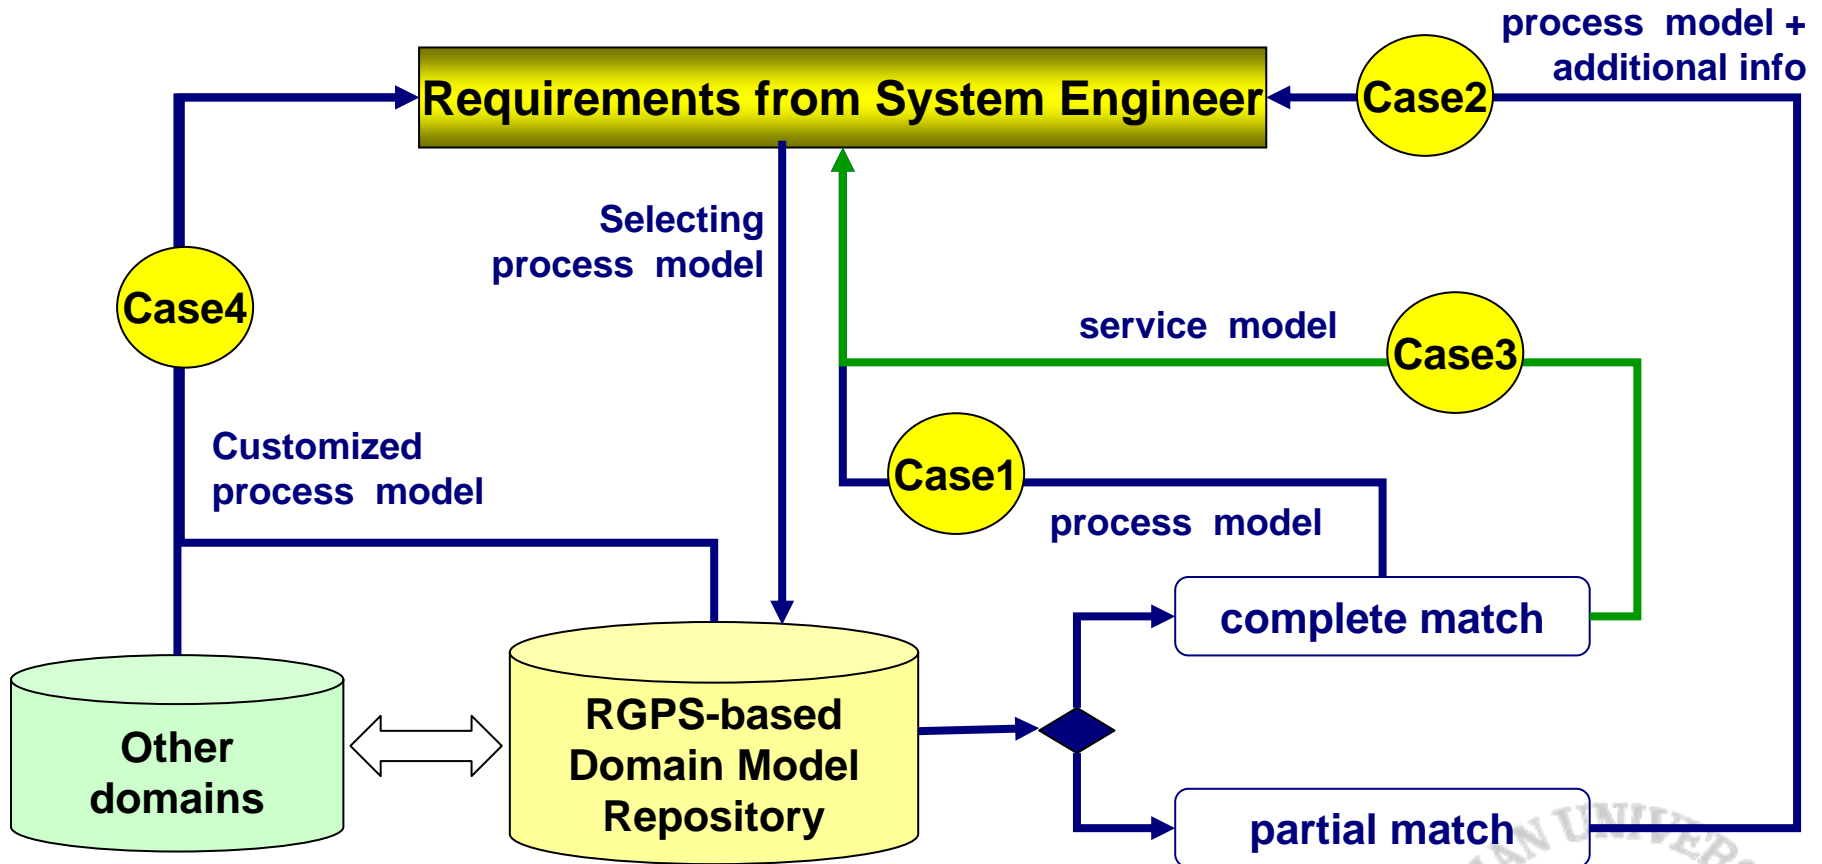 process model +
additional info
Requirements from System Engineer
Case2
Selecting
process model
Case4
service model
Case3
Customized
process model
Case1
process model
complete match
RGPS-based
Domain Model
Repository
Other
domains
partial match